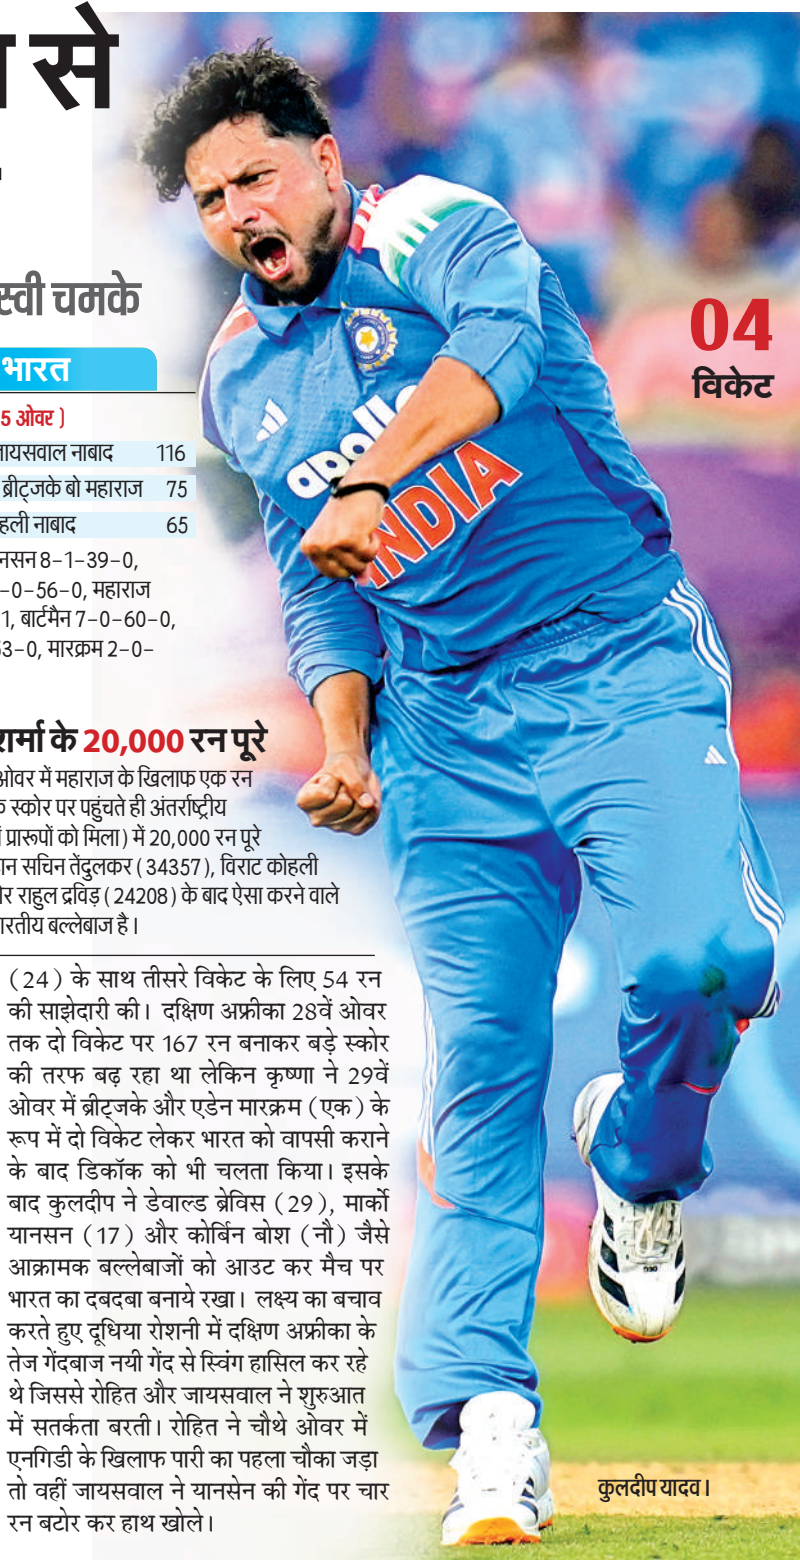 से
चमके
भारत
5 ओवर )
नाबाद 116
ब्रीट्जके बो महाराज 75
नाबाद 65
8-1-39-0,
-0-56-0, महाराज
1, बार्टमैन 7-0-60-0,
3-0, मारक्रम 2-0-
के 20,000 रन पूरे
ओवर में महाराज के खिलाफ एक रन
स्कोर पर पहुंचते ही अंतर्राष्ट्रीय
प्रारूपों को मिला) में 20,000 रन पूरे
सचिन तेंदुलकर (34357), विराट कोहली
राहुल द्रविड़ (24208) के बाद ऐसा करने वाले
बल्लेबाज है।
(24) के साथ तीसरे विकेट के लिए 54 रन
की साझेदारी की। दक्षिण अफ्रीका 28वें ओवर
तक दो विकेट पर 167 रन बनाकर बड़े स्कोर
की तरफ बढ़ रहा था लेकिन कृष्णा ने 29वें
ओवर में ब्रीट्जके और एडेन मारक्रम (एक) के
रूप में दो विकेट लेकर भारत को वापसी कराने
के बाद डिकॉक को भी चलता किया। इसके
बाद कुलदीप ने डेवाल्ड ब्रेविस (29), मार्को
यानसन (17) और कोर्बिन बोश (नौ) जैसे
आक्रामक बल्लेबाजों को आउट कर मैच पर
भारत का दबदबा बनाये रखा। लक्ष्य का बचाव
करते हुए दूधिया रोशनी में दक्षिण अफ्रीका के
तेज गेंदबाज नयी गेंद से स्विंग हासिल कर रहे
थे जिससे रोहित और जायसवाल ने शुरुआत
में सतर्कता बरती। रोहित ने चौथे ओवर में
एनगिडी के खिलाफ पारी का पहला चौका जड़ा
तो वहीं जायसवाल ने यानसेन की गेंद पर चार
रन बटोर कर हाथ खोले।
04
विकेट
apollo
INDIA
कुलदीप यादव।